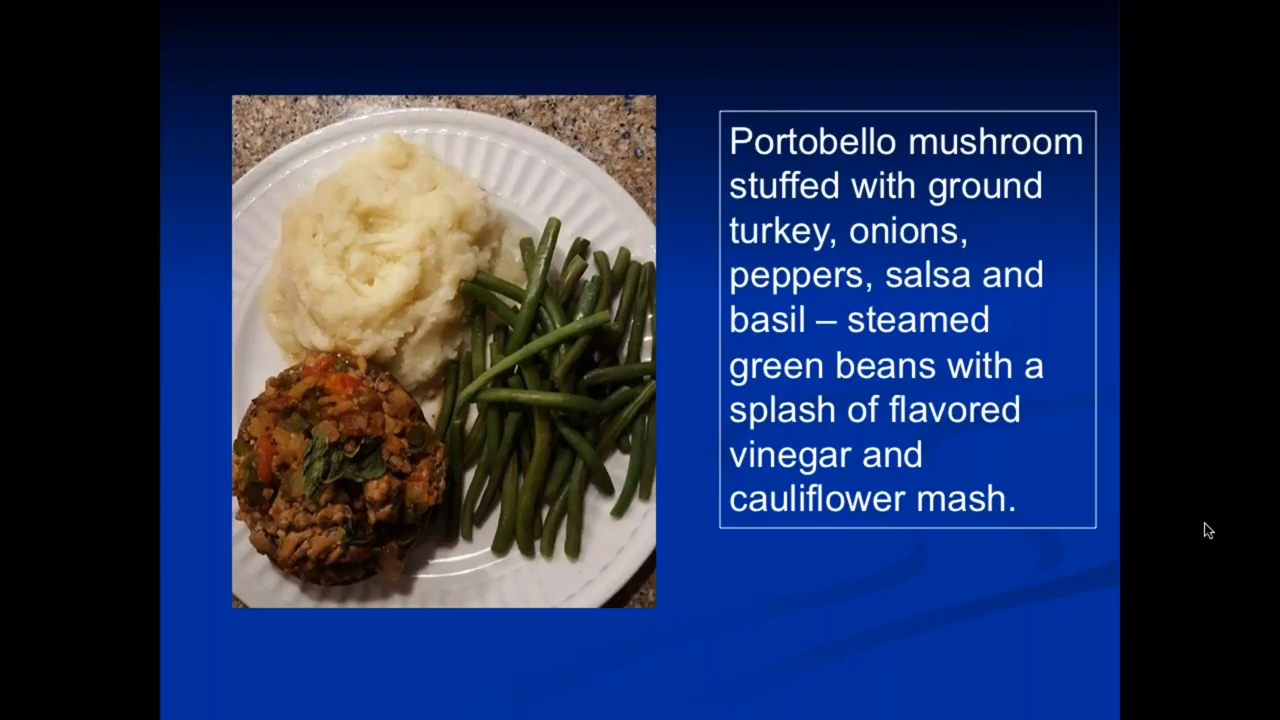 Portobello mushroom
stuffed with ground
turkey, onions,
peppers, salsa and
basil – steamed
green beans with a
splash of flavored
vinegar and
cauliflower mash.